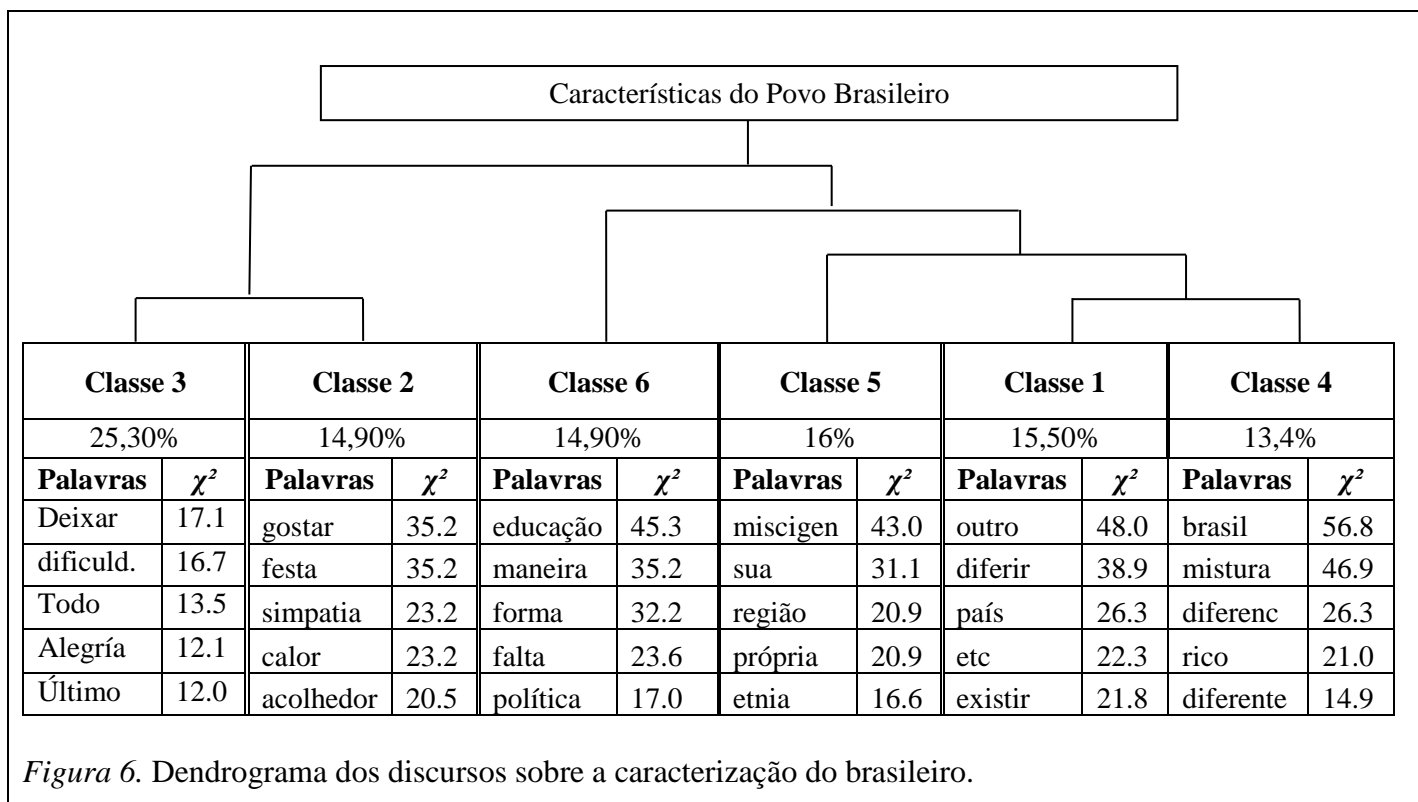 Características do Povo Brasileiro
Classe 3 Classe 2 Classe 6 Classe 5 Classe 1 Classe 4
25,30% 14,90% 14,90% 16% 15,50% 13,4%
Palavras χ² Palavras χ² Palavras χ² Palavras χ² Palavras χ² Palavras χ²
Deixar 17.1 gostar 35.2 educação 45.3 miscigen 43.0 outro 48.0 brasil 56.8
dificuld. 16.7 festa 35.2 maneira 35.2 sua 31.1 diferir 38.9 mistura 46.9
Todo 13.5 simpatia 23.2 forma 32.2 região 20.9 país 26.3 diferenc 26.3
Alegría 12.1 calor 23.2 falta 23.6 própria 20.9 etc 22.3 rico 21.0
Último 12.0 acolhedor 20.5 política 17.0 etnia 16.6 existir 21.8 diferente 14.9
Figura 6. Dendrograma dos discursos sobre a caracterização do brasileiro.